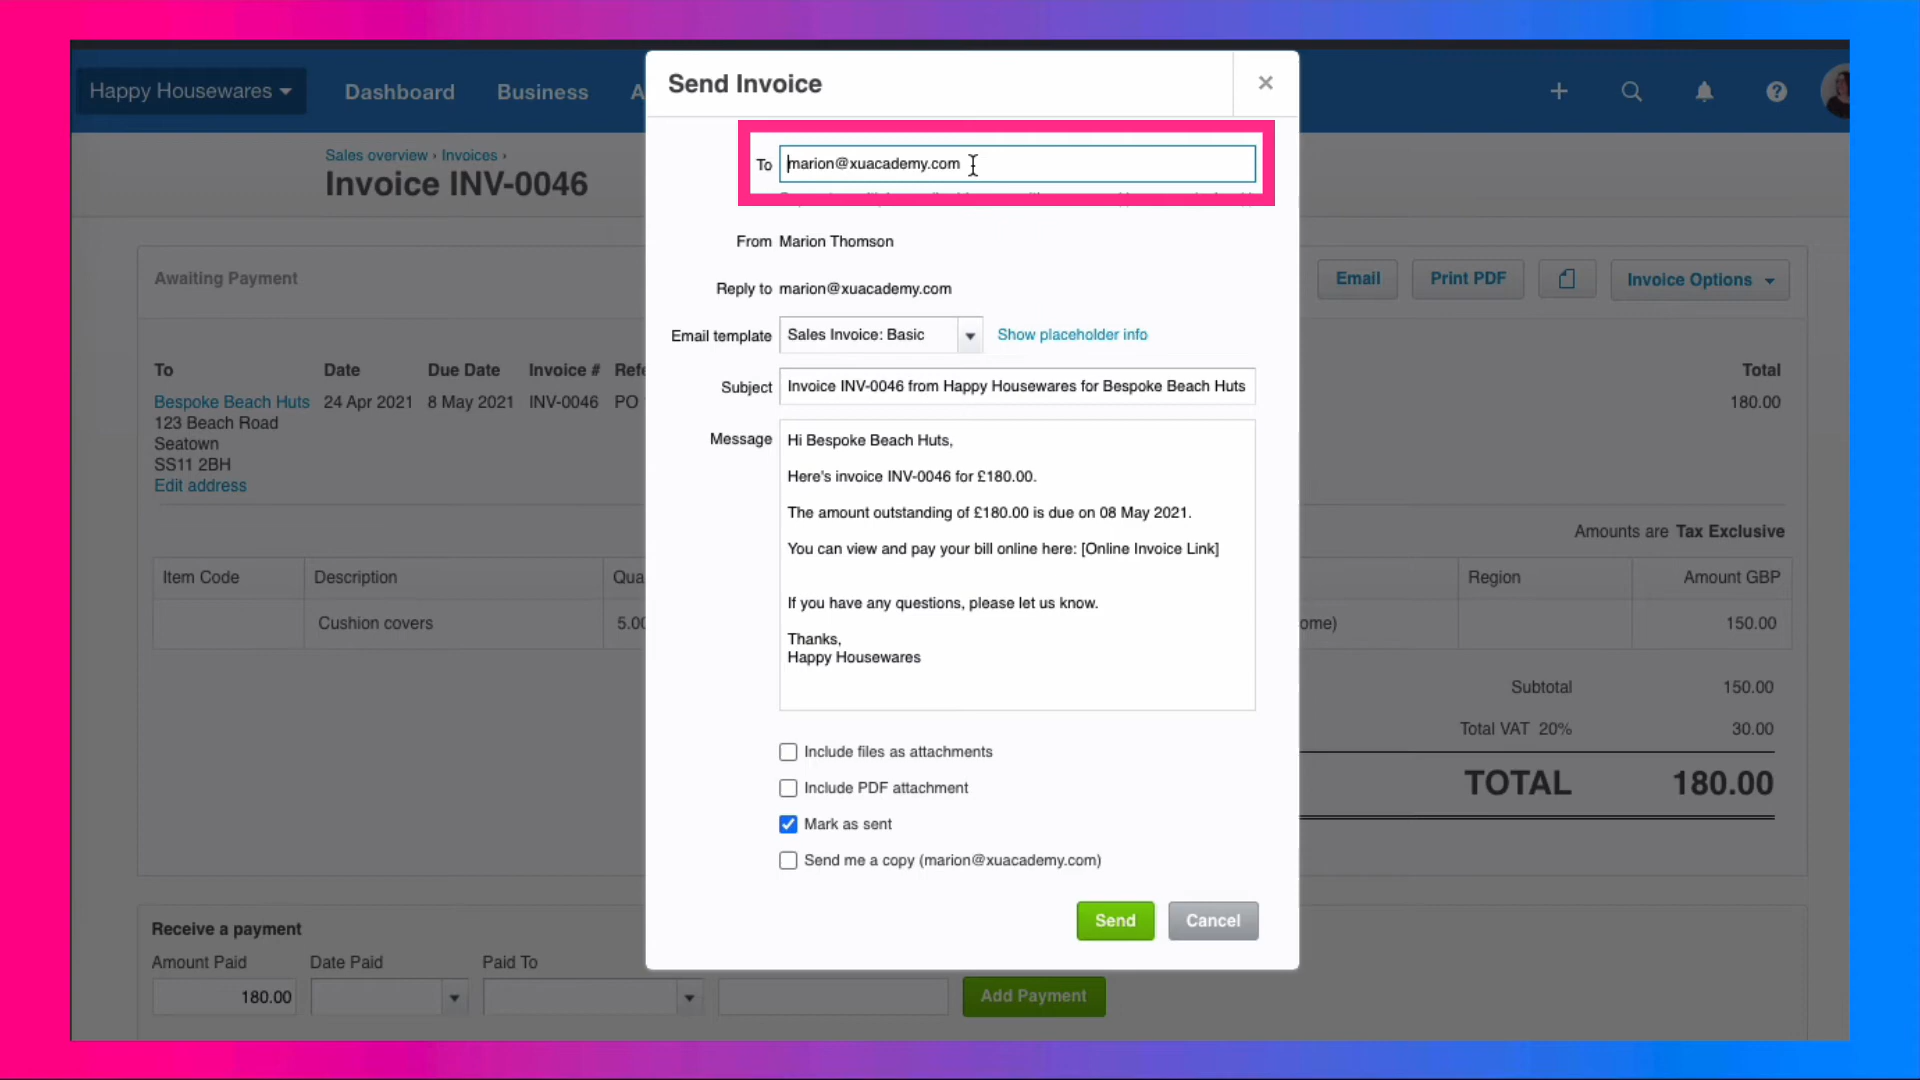 Happy Housewares
Dashboard
Business
A
Send Invoice
Sales overview › Invoices ›
Invoice INV-0046
To marion@xuacademy.com
From Marion Thomson
Reply to marion@xuacademy.com
Email template Sales Invoice: Basic Show placeholder info
Subject Invoice INV-0046 from Happy Housewares for Bespoke Beach Huts
Message
Hi Bespoke Beach Huts,
Here's invoice INV-0046 for £180.00.
The amount outstanding of £180.00 is due on 08 May 2021.
You can view and pay your bill online here: [Online Invoice Link]
If you have any questions, please let us know.
Thanks,
Happy Housewares
Include files as attachments
Include PDF attachment
Mark as sent
Send me a copy (marion@xuacademy.com)
Send Cancel
Awaiting Payment
Email Print PDF Invoice Options
To Date Due Date Invoice # Refe Total
Bespoke Beach Huts 24 Apr 2021 8 May 2021 INV-0046 PO 180.00
123 Beach Road
Seatown
SS11 2BH
Edit address
Amounts are Tax Exclusive
Item Code Description Qua Region Amount GBP
Cushion covers 5.00 ome) 150.00
Subtotal 150.00
Total VAT 20% 30.00
TOTAL 180.00
Receive a payment
Amount Paid Date Paid Paid To
180.00 Add Payment